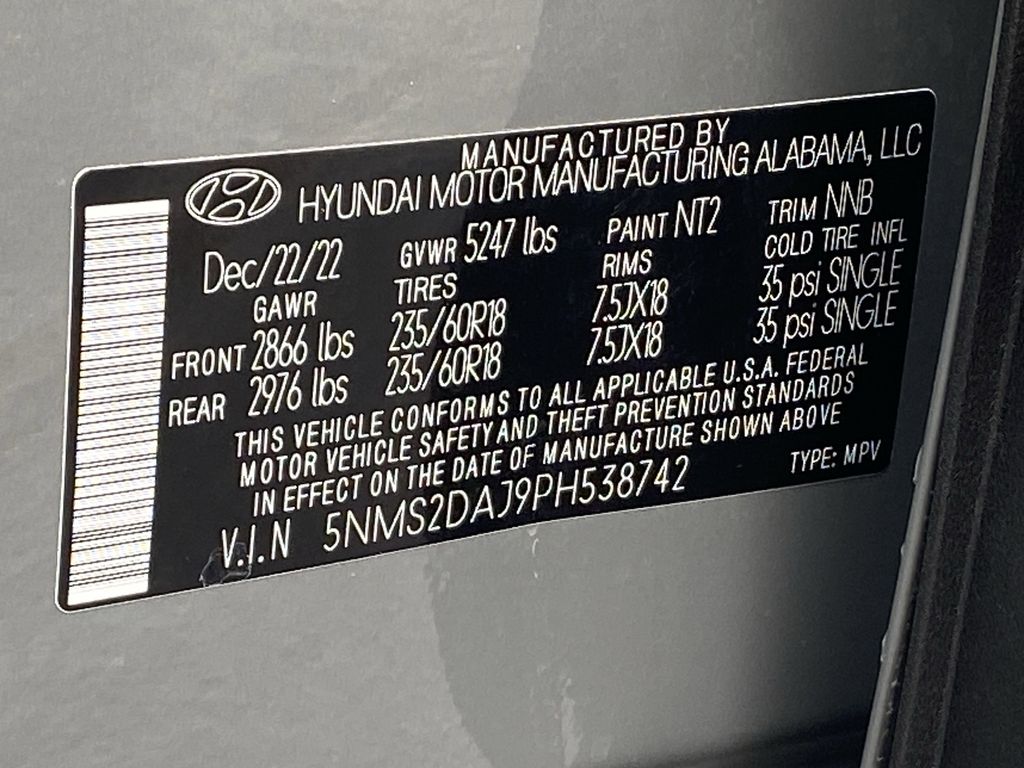 MANUFACTURED BY
HYUNDAI MOTOR MANUFACTURING ALABAMA, LLC
Dec/22/22 GVWR 5247 lbs PAINT NT2 TRIM NNB
GAWR TIRES RIMS COLD TIRE INFL
FRONT 2866 lbs 235/60R18 7.5JX18 35 psi SINGLE
REAR 2976 lbs 235/60R18 7.5JX18 35 psi SINGLE
THIS VEHICLE CONFORMS TO ALL APPLICABLE U.S.A. FEDERAL
MOTOR VEHICLE SAFETY AND THEFT PREVENTION STANDARDS
IN EFFECT ON THE DATE OF MANUFACTURE SHOWN ABOVE
V.I.N 5NMS2DAJ9PH538742 TYPE: MPV